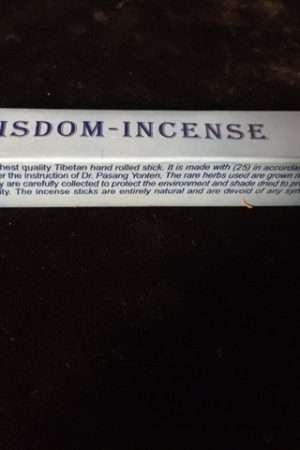 ISDOM-INCENSE
hest quality Tibetan hand rolled stick. It is made with (25) in accordan
er the instruction of Dr. Pasang Yonten, The rare herbs used are grown
y are carefully collected to protect the environment and shade dried to pr
ity. The incense sticks are entirely natural and are devoid of any sy